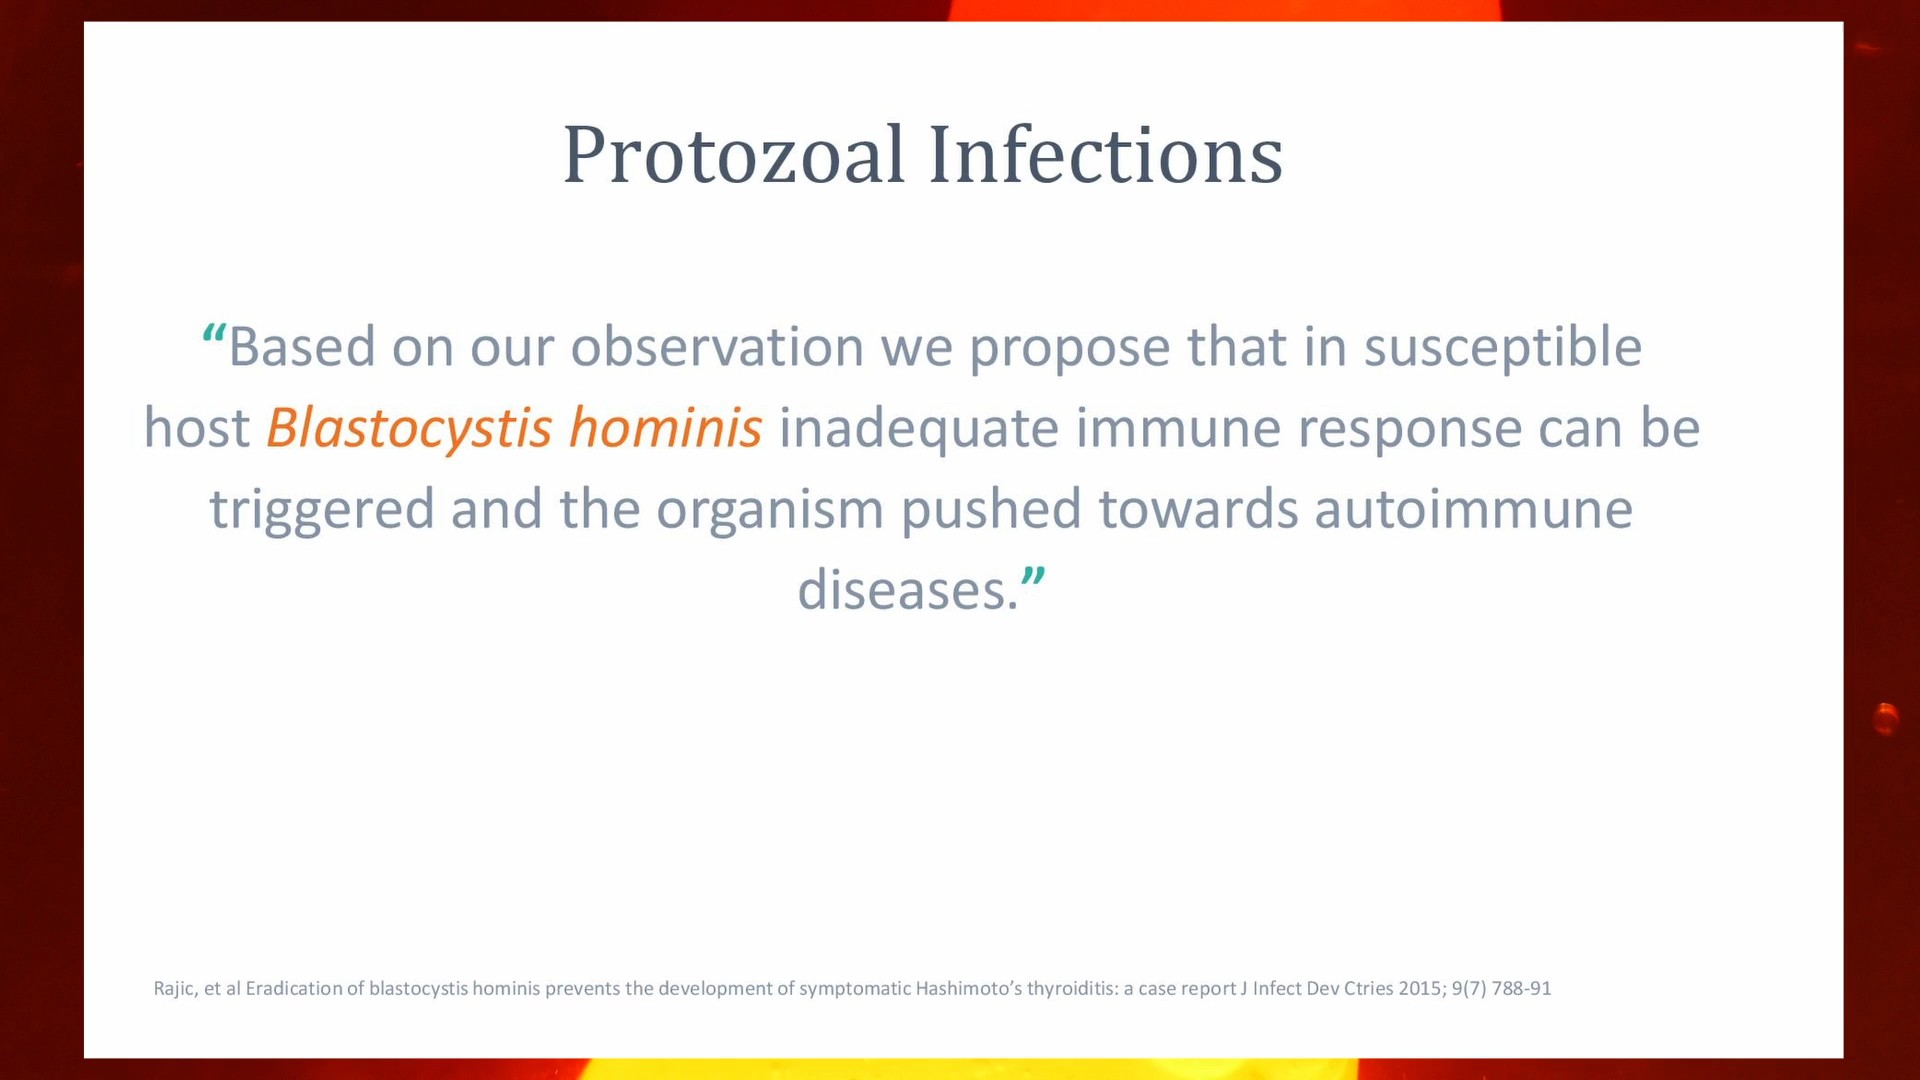 Protozoal Infections
“Based on our observation we propose that in susceptible
host Blastocystis hominis inadequate immune response can be
triggered and the organism pushed towards autoimmune
diseases.”
Rajic, et al Eradication of blastocystis hominis prevents the development of symptomatic Hashimoto’s thyroiditis: a case report J Infect Dev Ctries 2015; 9(7) 788-91